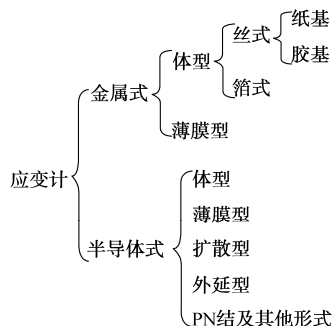 纸基
丝式
胶基
体型
箔式
金属式
薄膜型
应变计
体型
薄膜型
半导体式
扩散型
外延型
PN结及其他形式